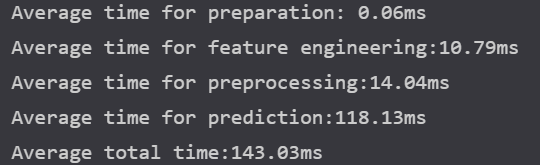 Average time for preparation: 0.06ms
Average time for feature engineering:10.79ms
Average time for preprocessing:14.04ms
Average time for prediction:118.13ms
Average total time:143.03ms